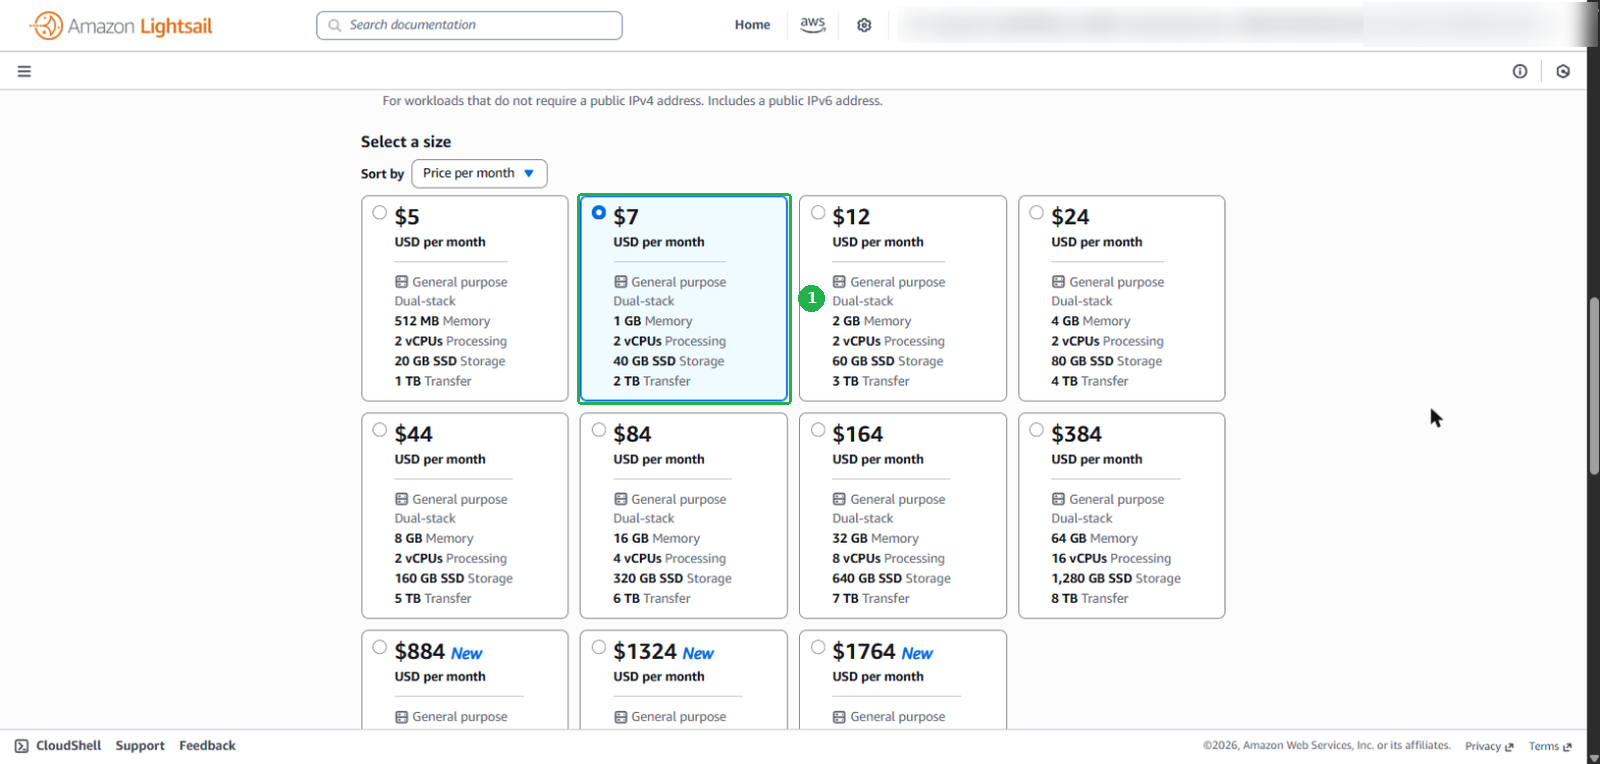 Amazon Lightsail
Search documentation
Home
aws
For workloads that do not require a public IPv4 address. Includes a public IPv6 address.
Select a size
Sort by
Price per month
$5
USD per month
General purpose
Dual-stack
512 MB Memory
2 vCPUs Processing
20 GB SSD Storage
1 TB Transfer
$7
USD per month
General purpose
Dual-stack
1 GB Memory
2 vCPUs Processing
40 GB SSD Storage
2 TB Transfer
1
$12
USD per month
General purpose
Dual-stack
2 GB Memory
2 vCPUs Processing
60 GB SSD Storage
3 TB Transfer
$24
USD per month
General purpose
Dual-stack
4 GB Memory
2 vCPUs Processing
80 GB SSD Storage
4 TB Transfer
$44
USD per month
General purpose
Dual-stack
8 GB Memory
2 vCPUs Processing
160 GB SSD Storage
5 TB Transfer
$84
USD per month
General purpose
Dual-stack
16 GB Memory
4 vCPUs Processing
320 GB SSD Storage
6 TB Transfer
$164
USD per month
General purpose
Dual-stack
32 GB Memory
8 vCPUs Processing
640 GB SSD Storage
7 TB Transfer
$384
USD per month
General purpose
Dual-stack
64 GB Memory
16 vCPUs Processing
1,280 GB SSD Storage
8 TB Transfer
$884 New
USD per month
General purpose
$1324 New
USD per month
General purpose
$1764 New
USD per month
General purpose
CloudShell
Support
Feedback
©2026, Amazon Web Services, Inc. or its affiliates.
Privacy
Terms